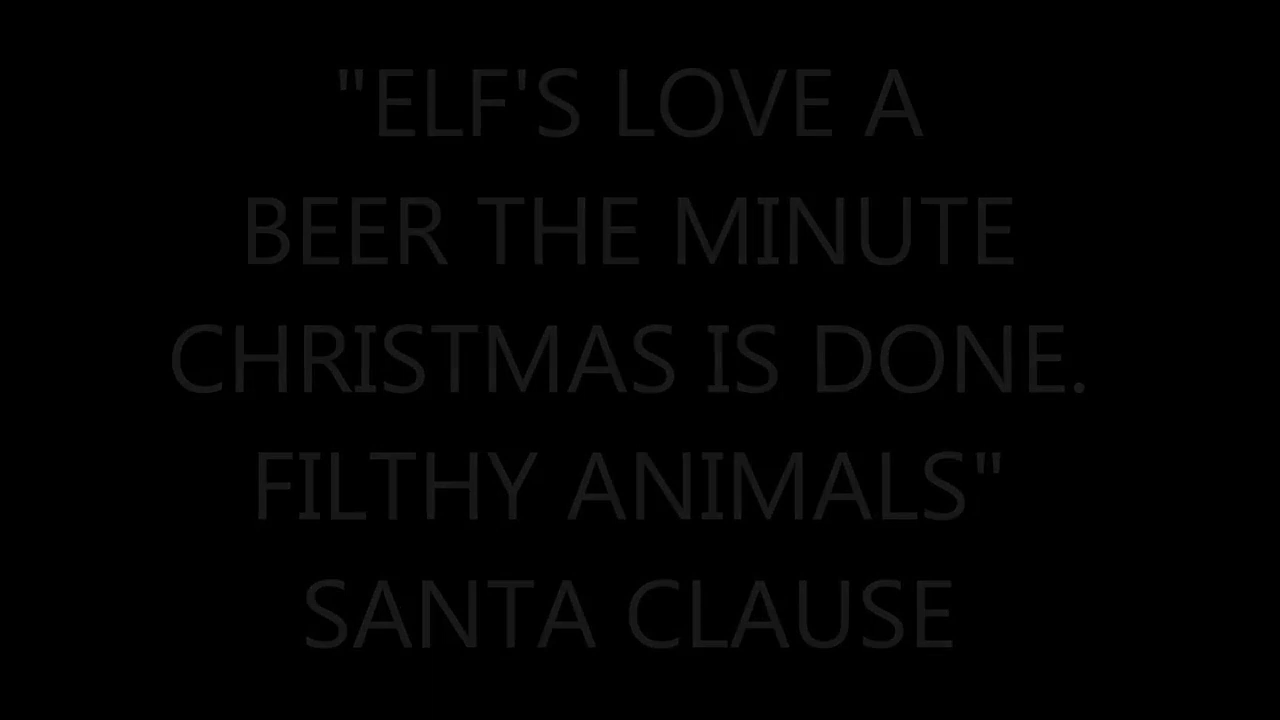 "ELF'S LOVE A
BEER THE MINUTE
CHRISTMAS IS DONE.
FILTHY ANIMALS"
SANTA CLAUSE